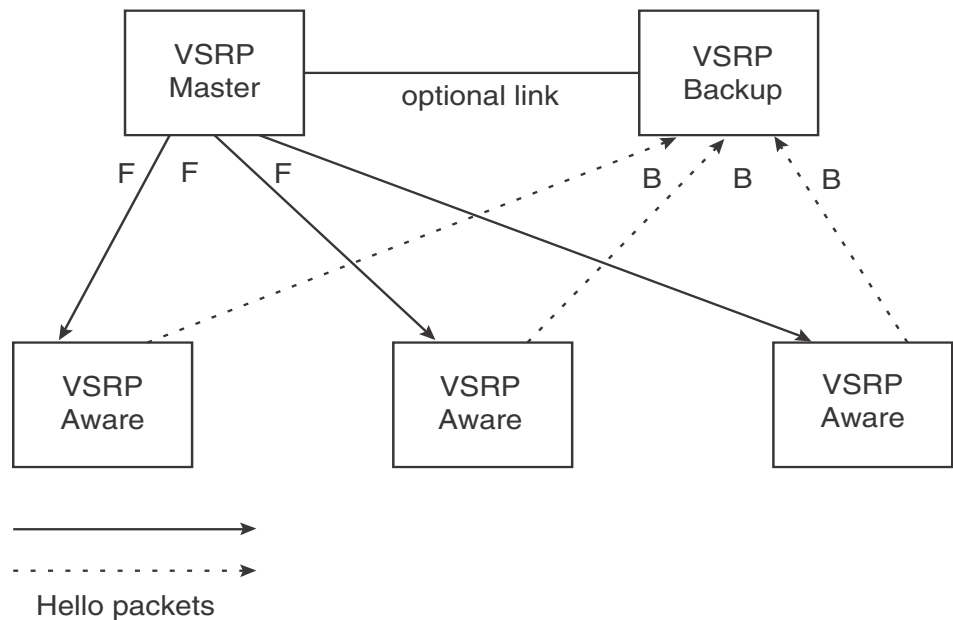 VSRP
Master
VSRP
Backup
optional link
F
F
F
B
B
B
VSRP
Aware
VSRP
Aware
VSRP
Aware
Hello packets